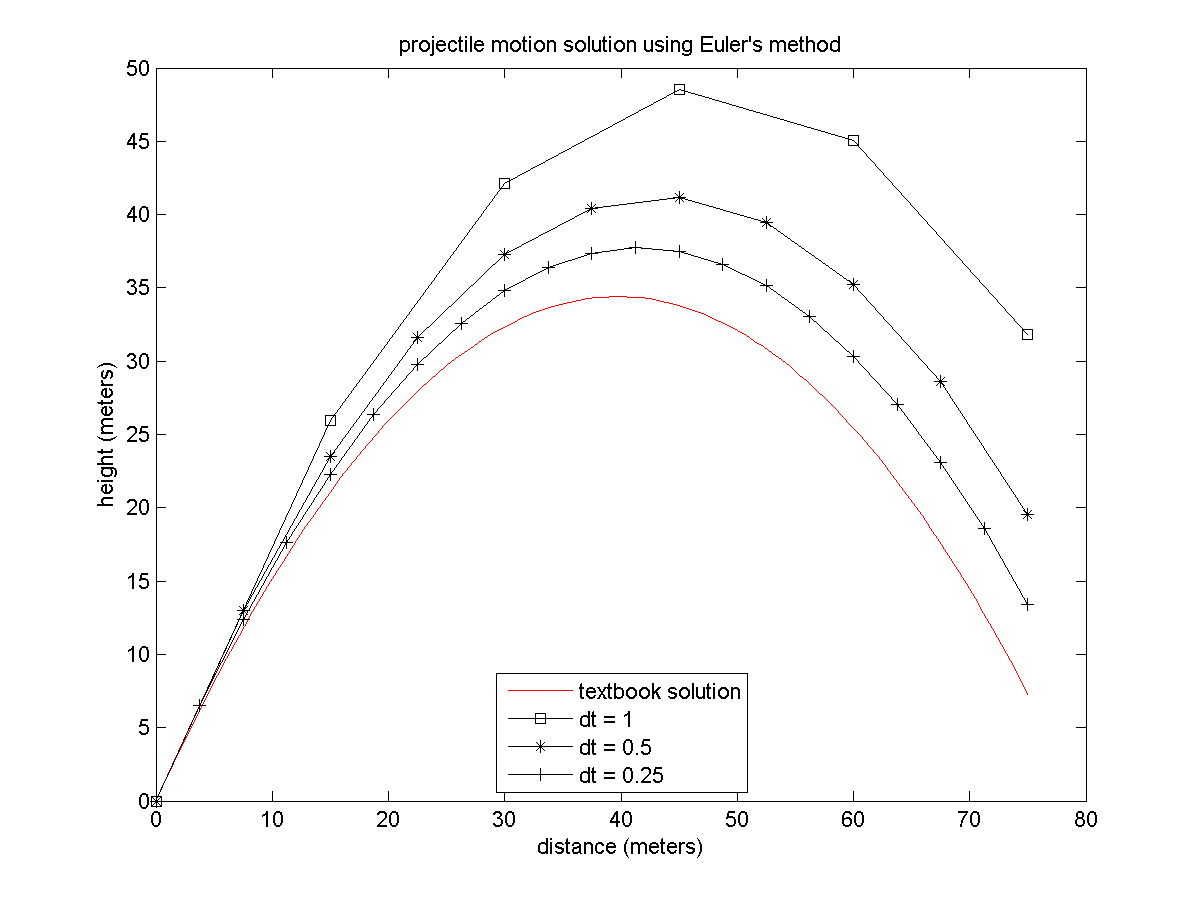 projectile motion solution using Euler's method
50
45
40
35
30
25
20
15
10
5
0
height (meters)
textbook solution
dt = 1
dt = 0.5
dt = 0.25
0 10 20 30 40 50 60 70 80
distance (meters)